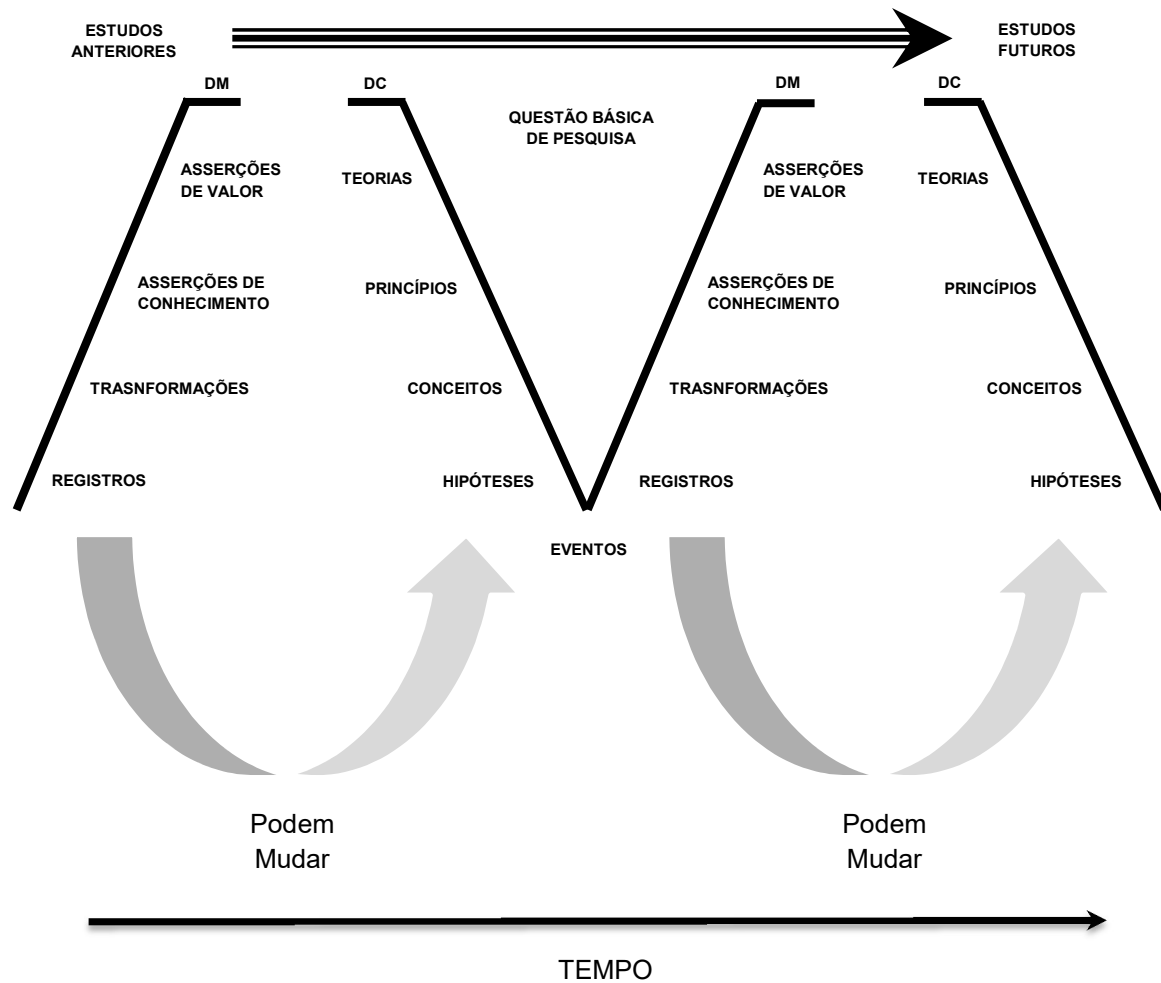 ESTUDOS
ANTERIORES
ESTUDOS
FUTUROS
DM
DC
DM
DC
QUESTÃO BÁSICA
DE PESQUISA
ASSERÇÕES
DE VALOR
TEORIAS
ASSERÇÕES
DE VALOR
TEORIAS
ASSERÇÕES DE
CONHECIMENTO
PRINCÍPIOS
ASSERÇÕES DE
CONHECIMENTO
PRINCÍPIOS
TRASNFORMAÇÕES
CONCEITOS
TRASNFORMAÇÕES
CONCEITOS
REGISTROS
HIPÓTESES
REGISTROS
HIPÓTESES
EVENTOS
Podem
Mudar
Podem
Mudar
TEMPO